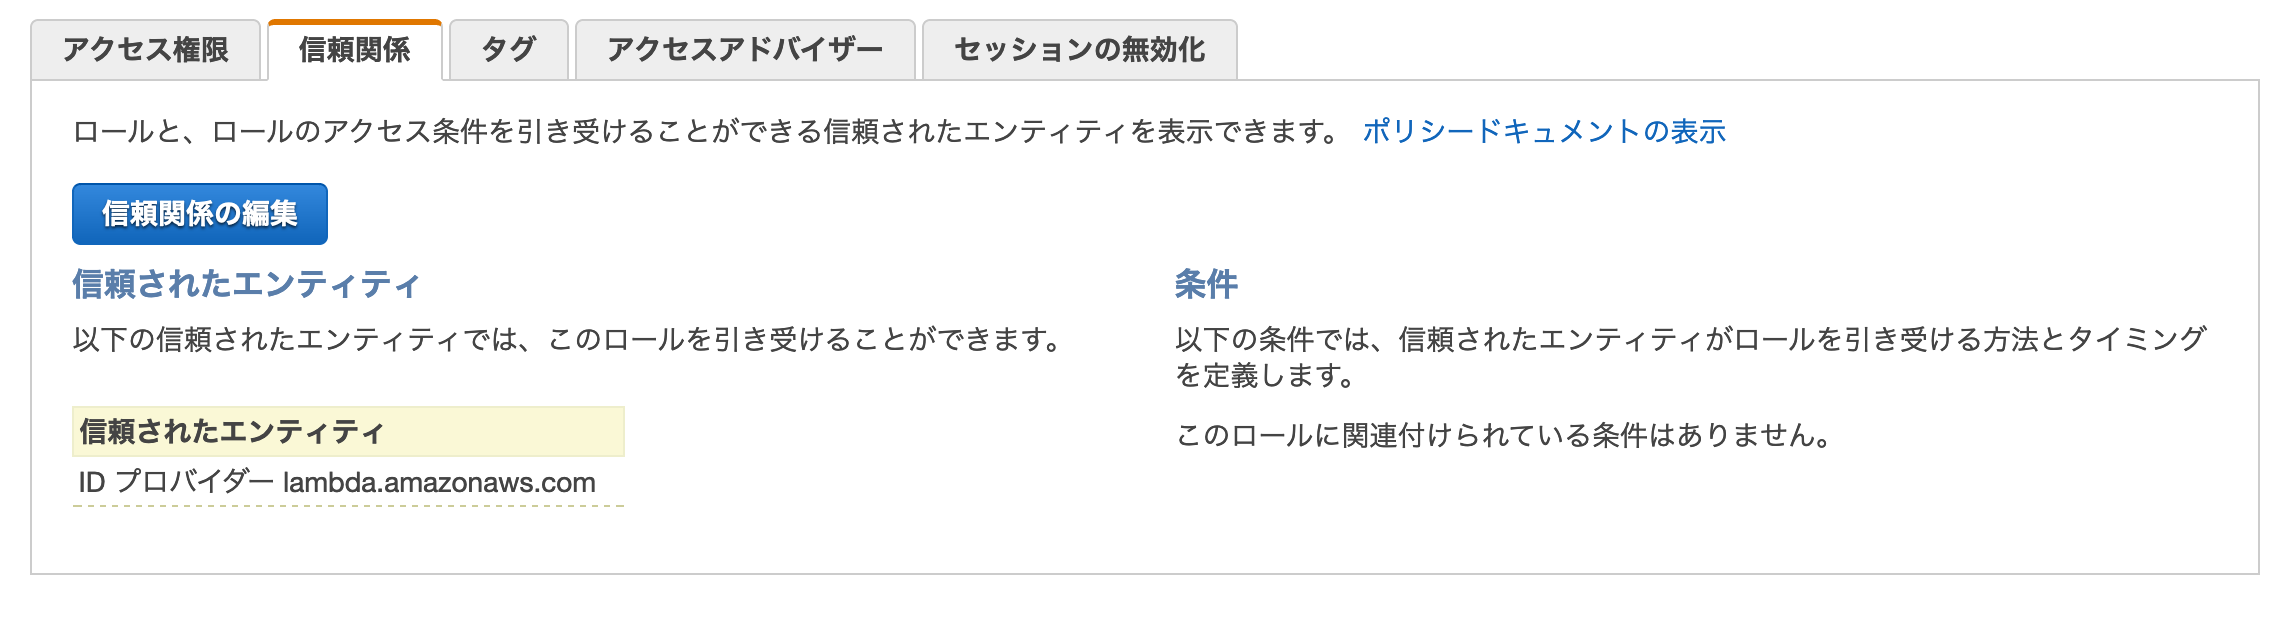 アクセス権限
信頼関係
タグ
アクセスアドバイザー
セッションの無効化
ロールと、ロールのアクセス条件を引き受けることができる信頼されたエンティティを表示できます。 ポリシードキュメントの表示
信頼関係の編集
信頼されたエンティティ
以下の信頼されたエンティティでは、このロールを引き受けることができます。
信頼されたエンティティ
ID プロバイダー lambda.amazonaws.com
条件
以下の条件では、信頼されたエンティティがロールを引き受ける方法とタイミング
を定義します。
このロールに関連付けられている条件はありません。